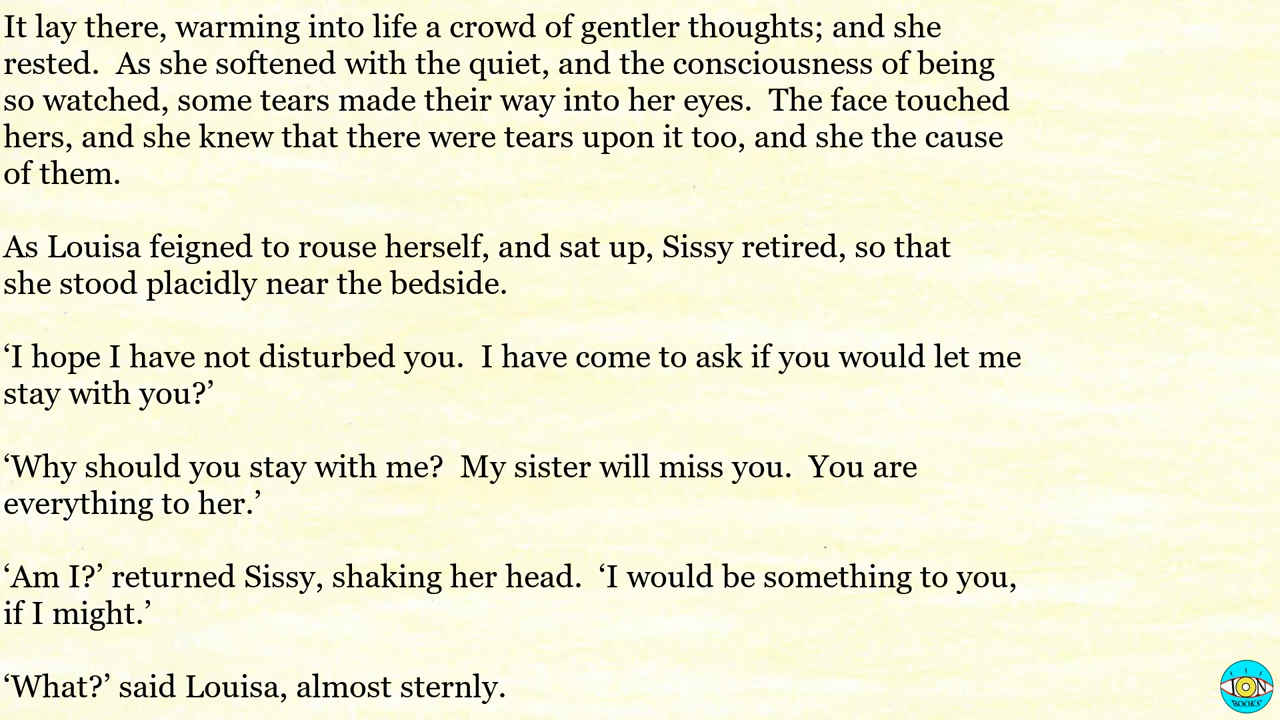 It lay there, warming into life a crowd of gentler thoughts; and she
rested.  As she softened with the quiet, and the consciousness of being
so watched, some tears made their way into her eyes.  The face touched
hers, and she knew that there were tears upon it too, and she the cause
of them.

As Louisa feigned to rouse herself, and sat up, Sissy retired, so that
she stood placidly near the bedside.

‘I hope I have not disturbed you.  I have come to ask if you would let me
stay with you?’

‘Why should you stay with me?  My sister will miss you.  You are
everything to her.’

‘Am I?’ returned Sissy, shaking her head.  ‘I would be something to you,
if I might.’

‘What?’ said Louisa, almost sternly.
ION
BOOKS